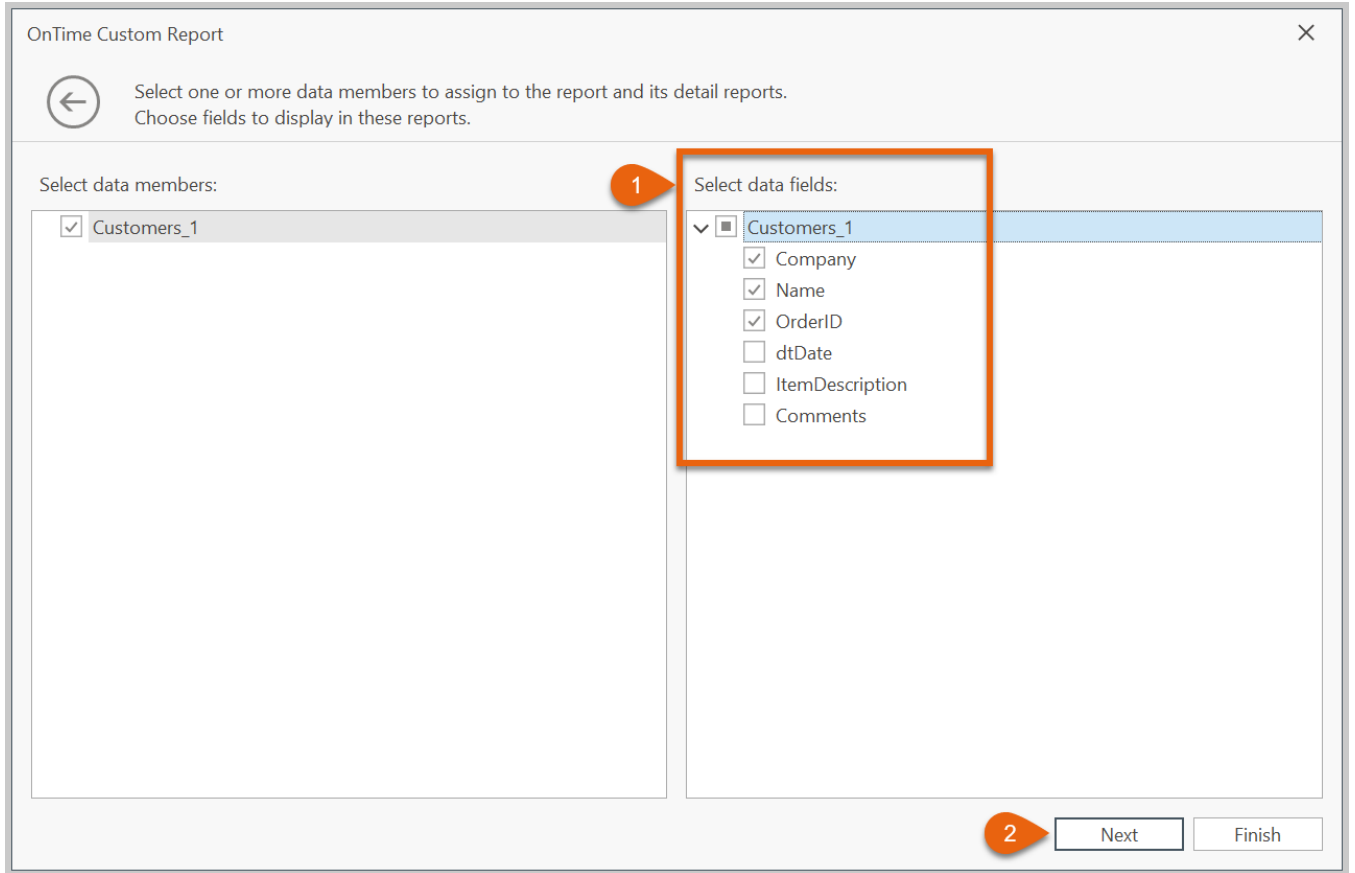 OnTime Custom Report
Select one or more data members to assign to the report and its detail reports.
Choose fields to display in these reports.
Select data members:
Customers_1
1
Select data fields:
Customers_1
Company
Name
OrderID
dtDate
ItemDescription
Comments
2
Next
Finish